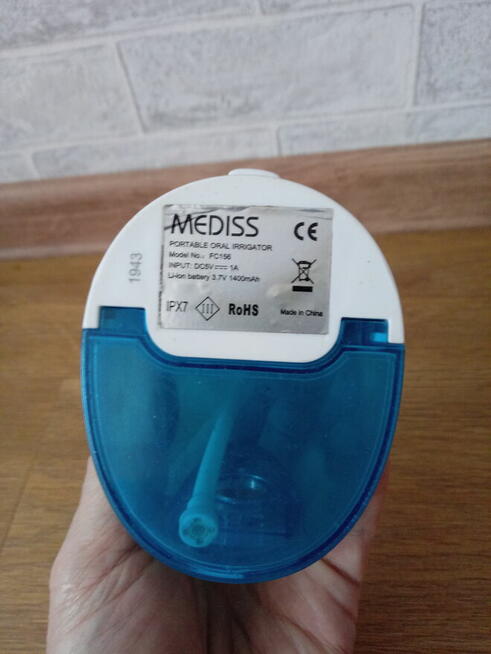 MEDISS
PORTABLE ORAL IRRIGATOR
Model No.: FC156
INPUT: DC5V⎓1A
Li-ion battery 3.7V 1400mAh
IPX7 III RoHS Made in China
CE
1943